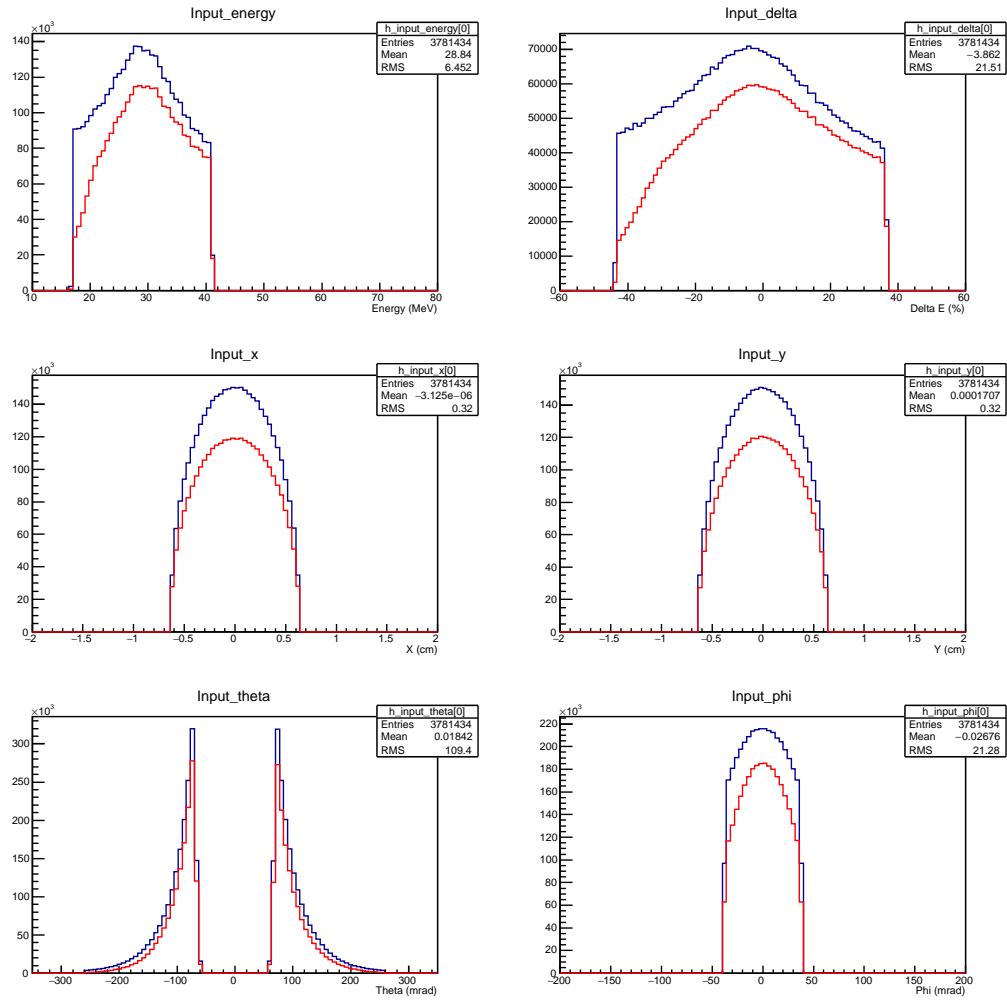 Input_energy
×10³
h_input_energy[0]
Entries 3781434
Mean 28.84
RMS 6.452
140
120
100
80
60
40
20
0
10 20 30 40 50 60 70 80
Energy (MeV)
Input_delta
h_input_delta[0]
Entries 3781434
Mean −3.862
RMS 21.51
70000
60000
50000
40000
30000
20000
10000
0
−60 −40 −20 0 20 40 60
Delta E (%)
Input_x
×10³
h_input_x[0]
Entries 3781434
Mean −3.125e−06
RMS 0.32
140
120
100
80
60
40
20
0
−2 −1.5 −1 −0.5 0 0.5 1 1.5 2
X (cm)
Input_y
×10³
h_input_y[0]
Entries 3781434
Mean 0.0001707
RMS 0.32
140
120
100
80
60
40
20
0
−2 −1.5 −1 −0.5 0 0.5 1 1.5 2
Y (cm)
Input_theta
×10³
h_input_theta[0]
Entries 3781434
Mean 0.01842
RMS 109.4
300
250
200
150
100
50
0
−300 −200 −100 0 100 200 300
Theta (mrad)
Input_phi
×10³
h_input_phi[0]
Entries 3781434
Mean −0.02676
RMS 21.28
220
200
180
160
140
120
100
80
60
40
20
0
−200 −150 −100 −50 0 50 100 150 200
Phi (mrad)